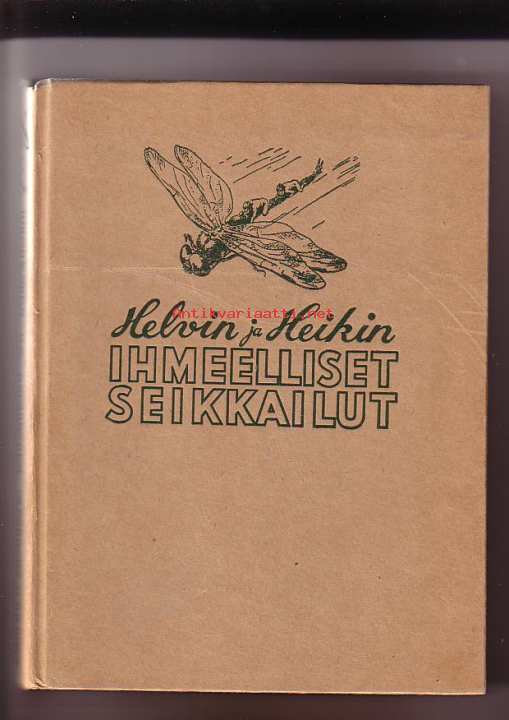 Antikvariaatti.net
Helvin ja Heikin
IHMEELLISET
SEIKKAILUT